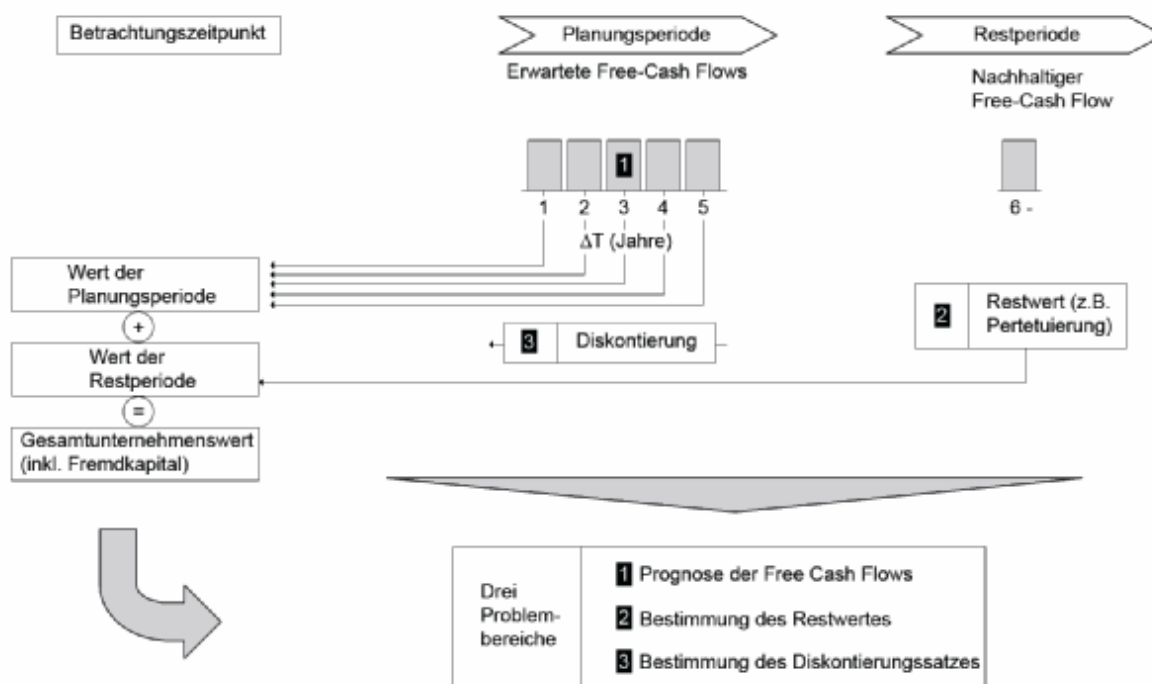 Betrachtungszeitpunkt
Planungsperiode
Restperiode
Erwartete Free-Cash Flows
Nachhaltiger
Free-Cash Flow
1
1 2 3 4 5
6 -
ΔT (Jahre)
Wert der
Planungsperiode
+
Wert der
Restperiode
=
Gesamtunternehmenswert
(inkl. Fremdkapital)
3 Diskontierung
2 Restwert (z.B.
Pertetuierung)
Drei
Problem-
bereiche
1 Prognose der Free Cash Flows
2 Bestimmung des Restwertes
3 Bestimmung des Diskontierungssatzes